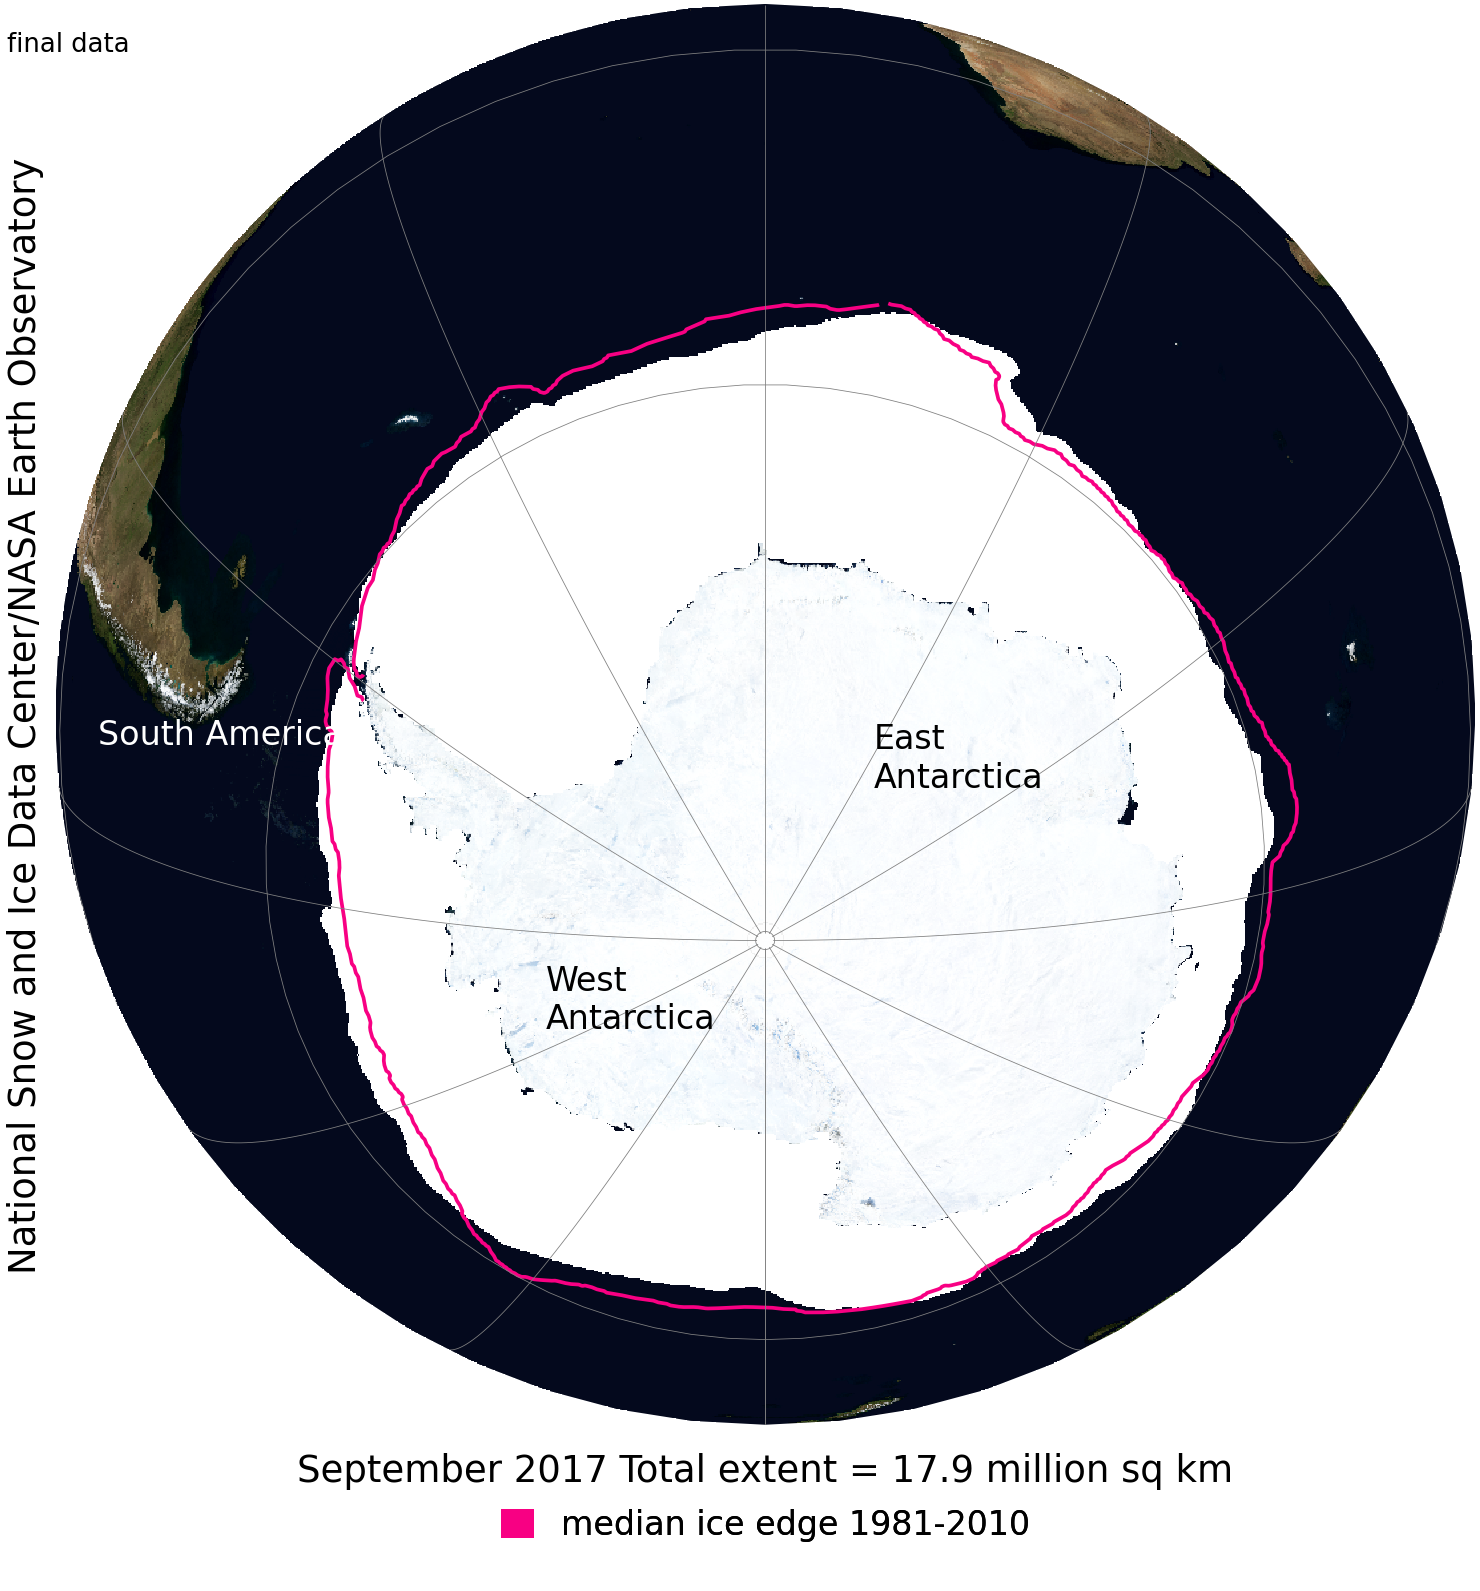 final data
National Snow and Ice Data Center/NASA Earth Observatory
South America
East
Antarctica
West
Antarctica
September 2017 Total extent = 17.9 million sq km
median ice edge 1981-2010